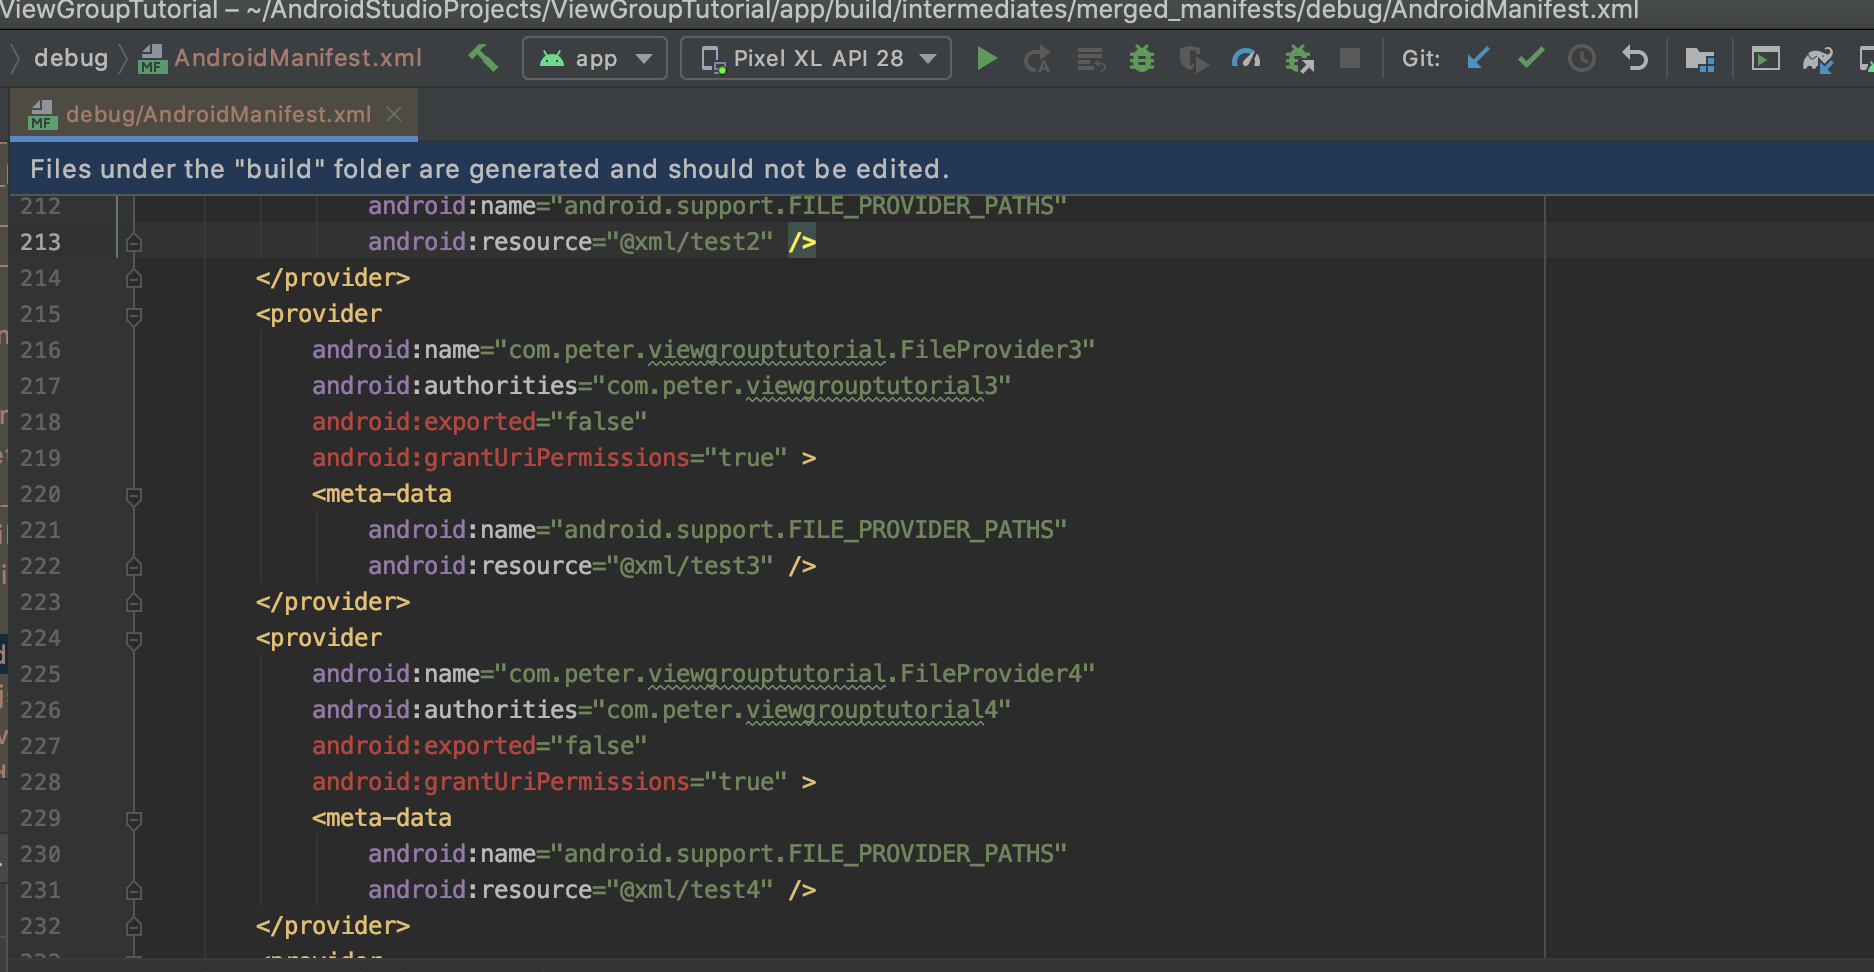 ViewGroupTutorial – ~/AndroidStudioProjects/ViewGroupTutorial/app/build/intermediates/merged_manifests/debug/AndroidManifest.xml
debug MF AndroidManifest.xml app Pixel XL API 28 Git:
MF debug/AndroidManifest.xml
Files under the "build" folder are generated and should not be edited.
212 android:name="android.support.FILE_PROVIDER_PATHS"
213 android:resource="@xml/test2" />
214 </provider>
215 <provider
216 android:name="com.peter.viewgrouptutorial.FileProvider3"
217 android:authorities="com.peter.viewgrouptutorial3"
218 android:exported="false"
219 android:grantUriPermissions="true" >
220 <meta-data
221 android:name="android.support.FILE_PROVIDER_PATHS"
222 android:resource="@xml/test3" />
223 </provider>
224 <provider
225 android:name="com.peter.viewgrouptutorial.FileProvider4"
226 android:authorities="com.peter.viewgrouptutorial4"
227 android:exported="false"
228 android:grantUriPermissions="true" >
229 <meta-data
230 android:name="android.support.FILE_PROVIDER_PATHS"
231 android:resource="@xml/test4" />
232 </provider>